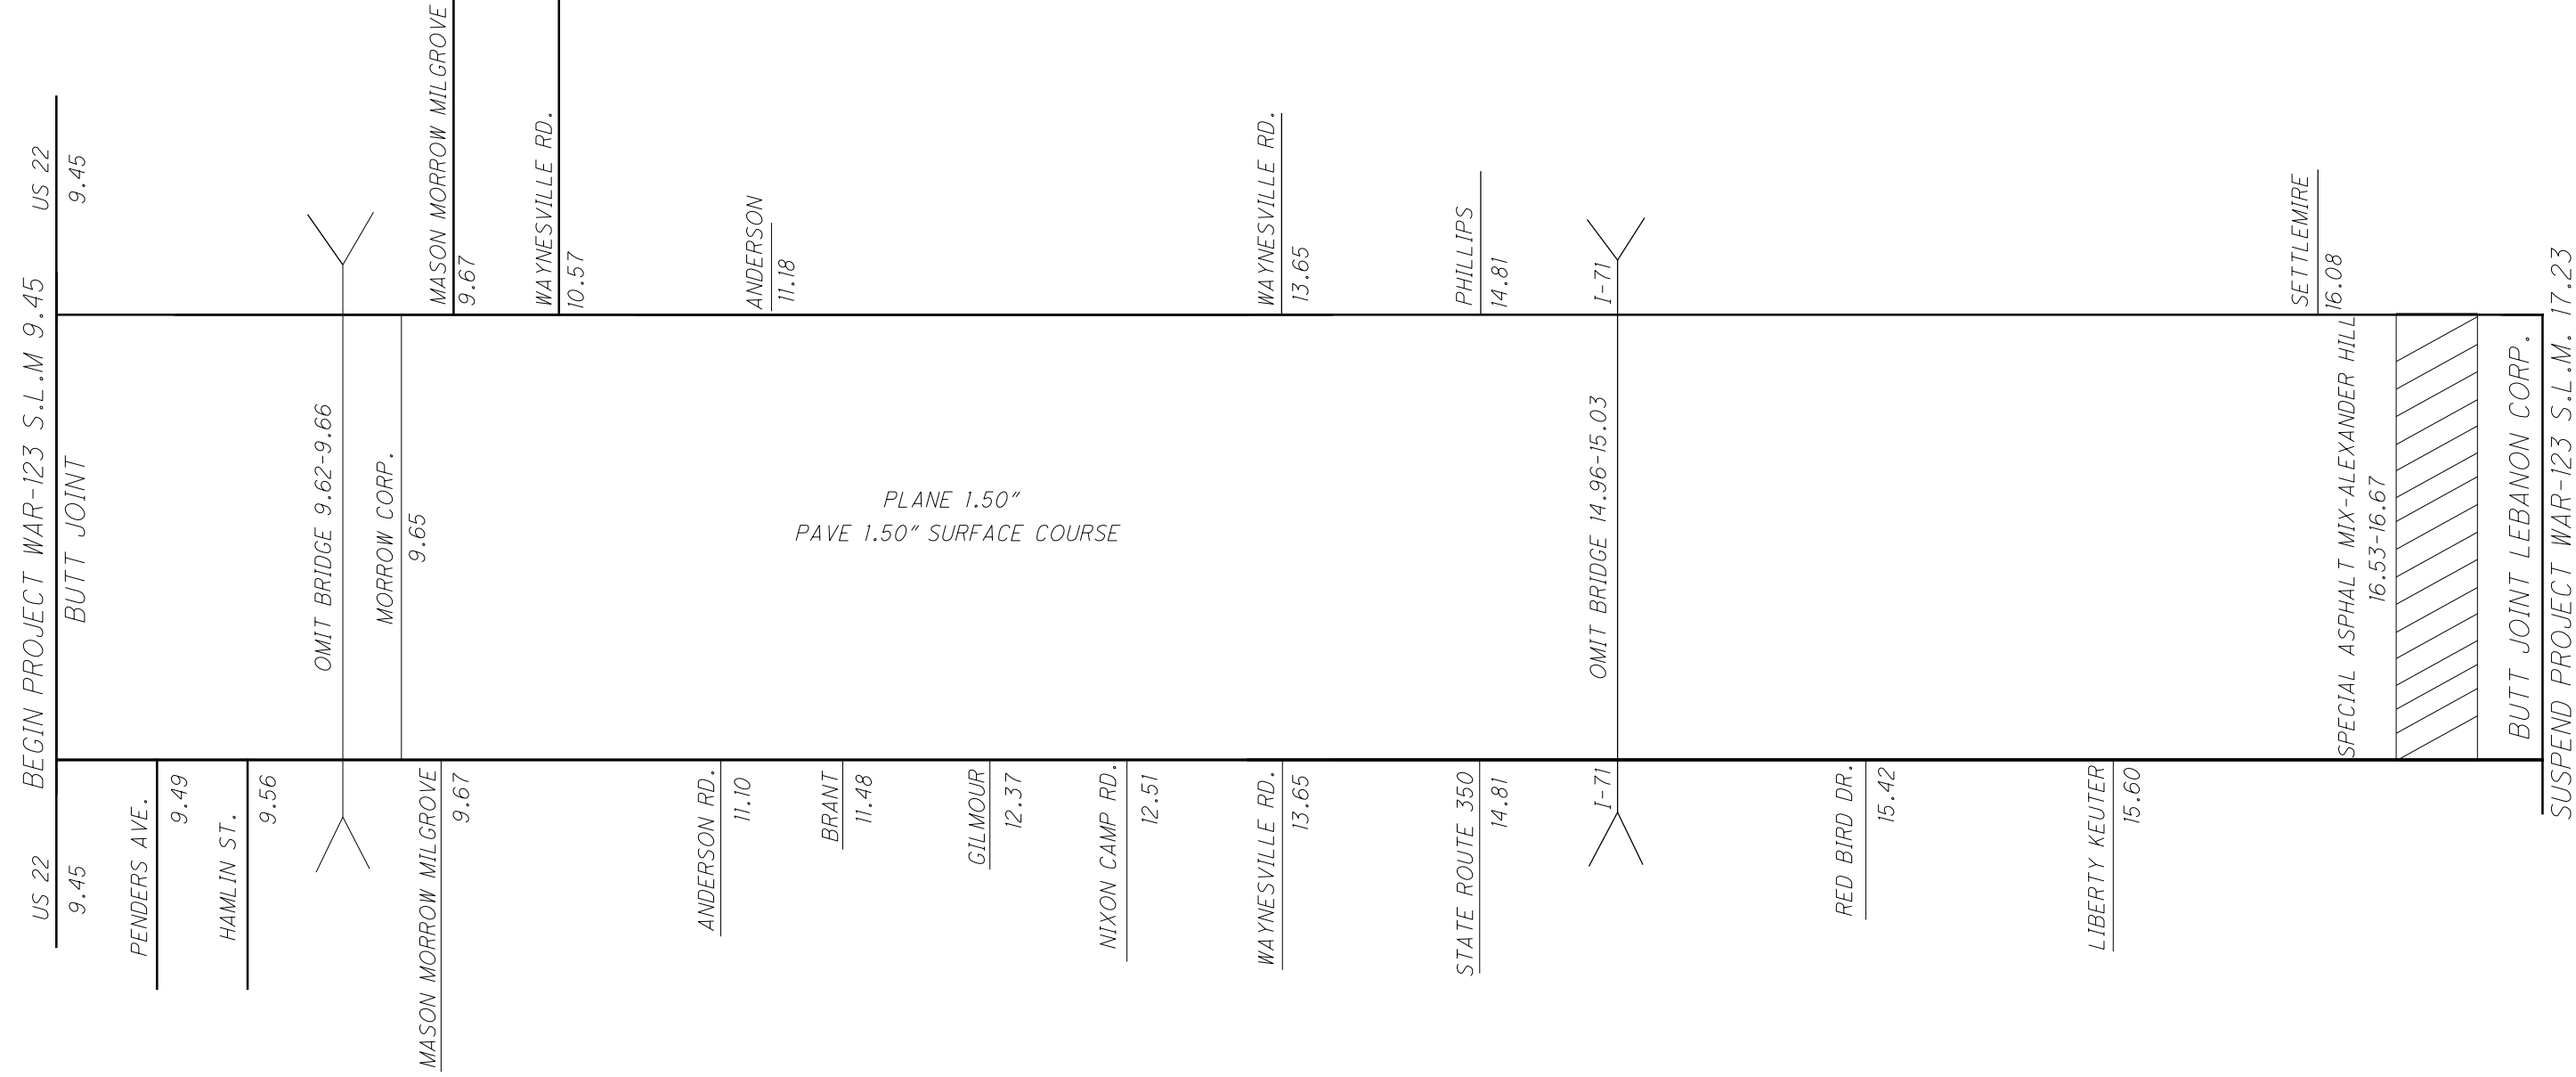 BEGIN PROJECT WAR-123 S.L.M 9.45
US 22
9.45
US 22
9.45
BUTT JOINT
PENDERS AVE.
9.49
HAMLIN ST.
9.56
OMIT BRIDGE 9.62-9.66
MORROW CORP.
9.65
MASON MORROW MILGROVE
9.67
MASON MORROW MILGROVE
9.67
WAYNESVILLE RD.
10.57
ANDERSON RD.
11.10
ANDERSON
11.18
BRANT
11.48
PLANE 1.50"
PAVE 1.50" SURFACE COURSE
GILMOUR
12.37
NIXON CAMP RD.
12.51
WAYNESVILLE RD.
13.65
WAYNESVILLE RD.
13.65
PHILLIPS
14.81
STATE ROUTE 350
14.81
I-71
OMIT BRIDGE 14.96-15.03
I-71
RED BIRD DR.
15.42
LIBERTY KEUTER
15.60
SETTLEMIRE
16.08
SPECIAL ASPHALT MIX-ALEXANDER HILL
16.53-16.67
BUTT JOINT LEBANON CORP.
SUSPEND PROJECT WAR-123 S.L.M. 17.23